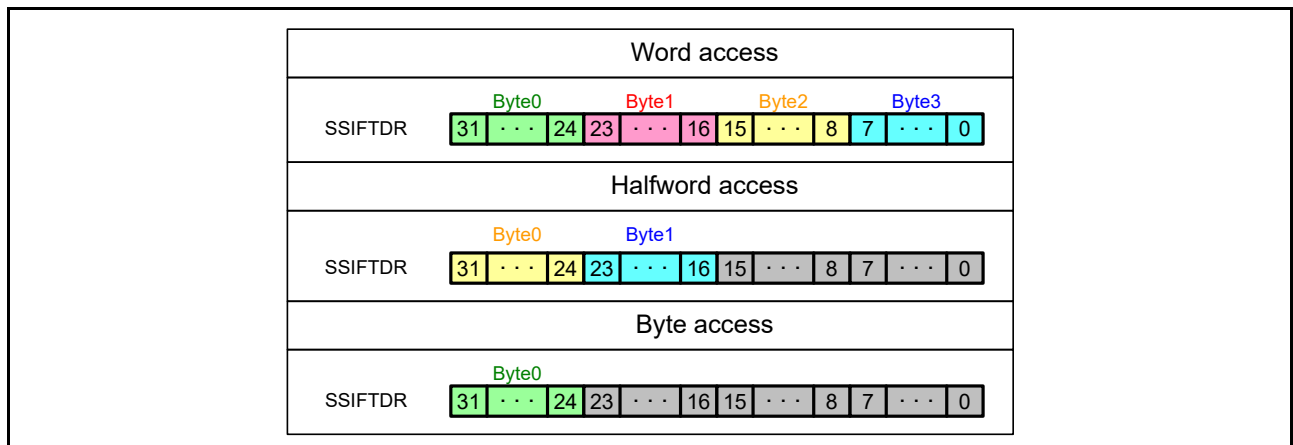 Word access
Byte0 Byte1 Byte2 Byte3
SSIFTDR 31 ··· 24 23 ··· 16 15 ··· 8 7 ··· 0
Halfword access
Byte0 Byte1
SSIFTDR 31 ··· 24 23 ··· 16 15 ··· 8 7 ··· 0
Byte access
Byte0
SSIFTDR 31 ··· 24 23 ··· 16 15 ··· 8 7 ··· 0